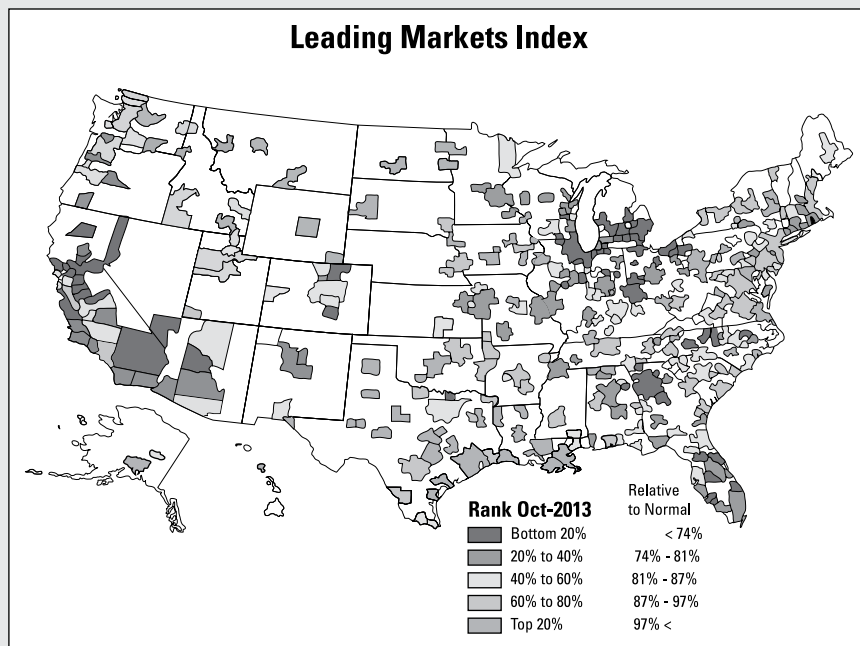 Leading Markets Index
Rank Oct-2013 Relative to Normal
Bottom 20% < 74%
20% to 40% 74% - 81%
40% to 60% 81% - 87%
60% to 80% 87% - 97%
Top 20% 97% <